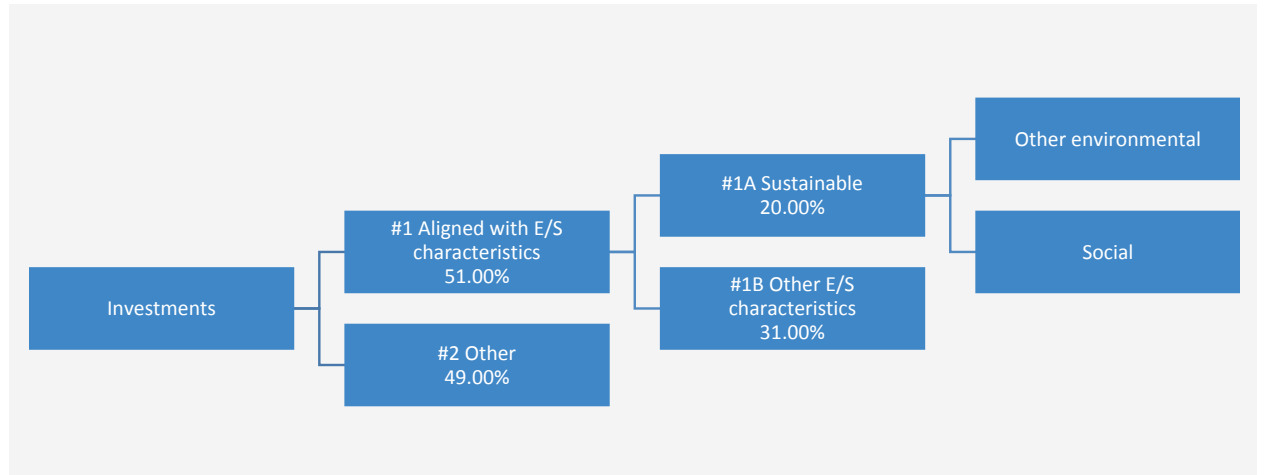 Investments
#1 Aligned with E/S
characteristics
51.00%
#2 Other
49.00%
#1A Sustainable
20.00%
#1B Other E/S
characteristics
31.00%
Other environmental
Social